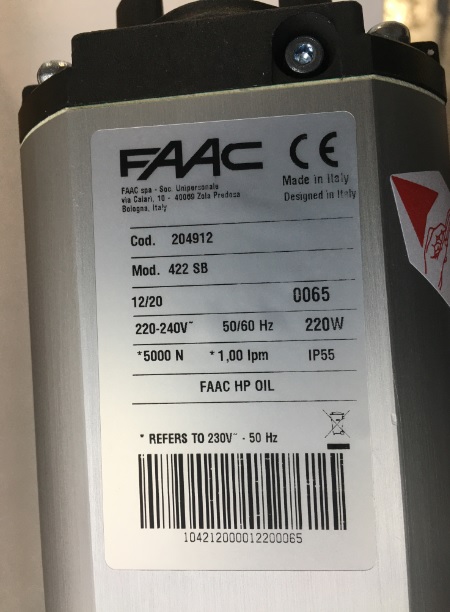 FAAC CE
FAAC spa - Soc. Unipersonale
via Calari, 10 - 40069 Zola Predosa
Bologna, Italy
Made in Italy
Designed in Italy
Cod. 204912
Mod. 422 SB
12/20 0065
220-240V~ 50/60 Hz 220W
*5000 N *1,00 lpm IP55
FAAC HP OIL
* REFERS TO 230V~ - 50 Hz
104212000012200065